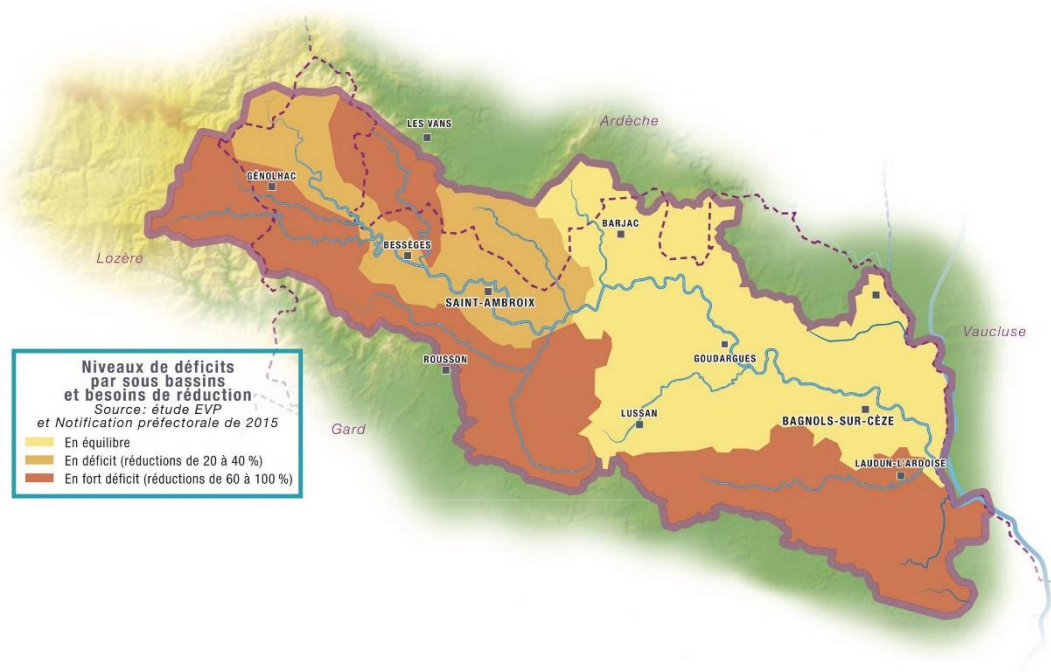 LES VANS
Ardèche
GÉNOLHAC
BARJAC
BESSÈGES
Lozère
SAINT-AMBROIX
Vaucluse
GOUDARGUES
ROUSSON
LUSSAN
BAGNOLS-SUR-CÈZE
Gard
LAUDUN-L'ARDOISE
Niveaux de déficits
par sous bassins
et besoins de réduction
Source: étude EVP
et Notification préfectorale de 2015
En équilibre
En déficit (réductions de 20 à 40 %)
En fort déficit (réductions de 60 à 100 %)